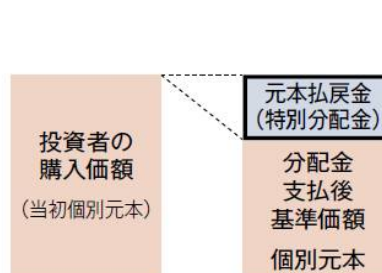 投資者の
購入価額
（当初個別元本）
元本払戻金
（特別分配金）
分配金
支払後
基準価額
個別元本